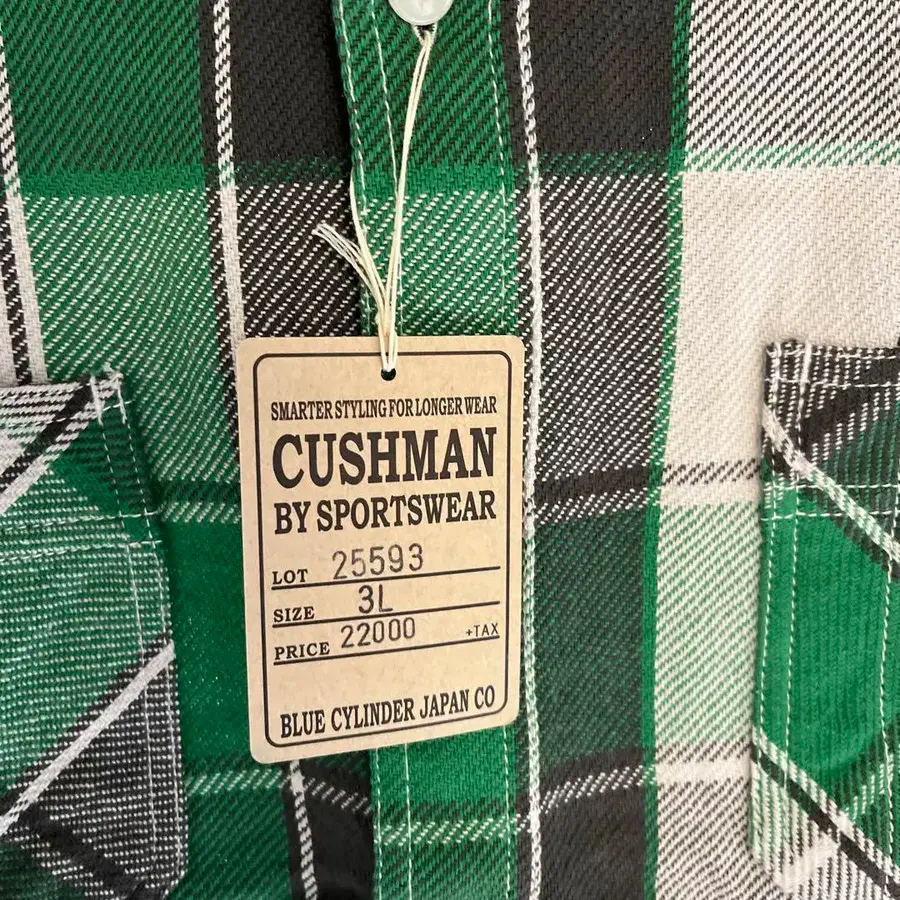 SMARTER STYLING FOR LONGER WEAR
CUSHMAN
BY SPORTSWEAR
LOT 25593
SIZE 3L
PRICE 22000 +TAX
BLUE CYLINDER JAPAN CO